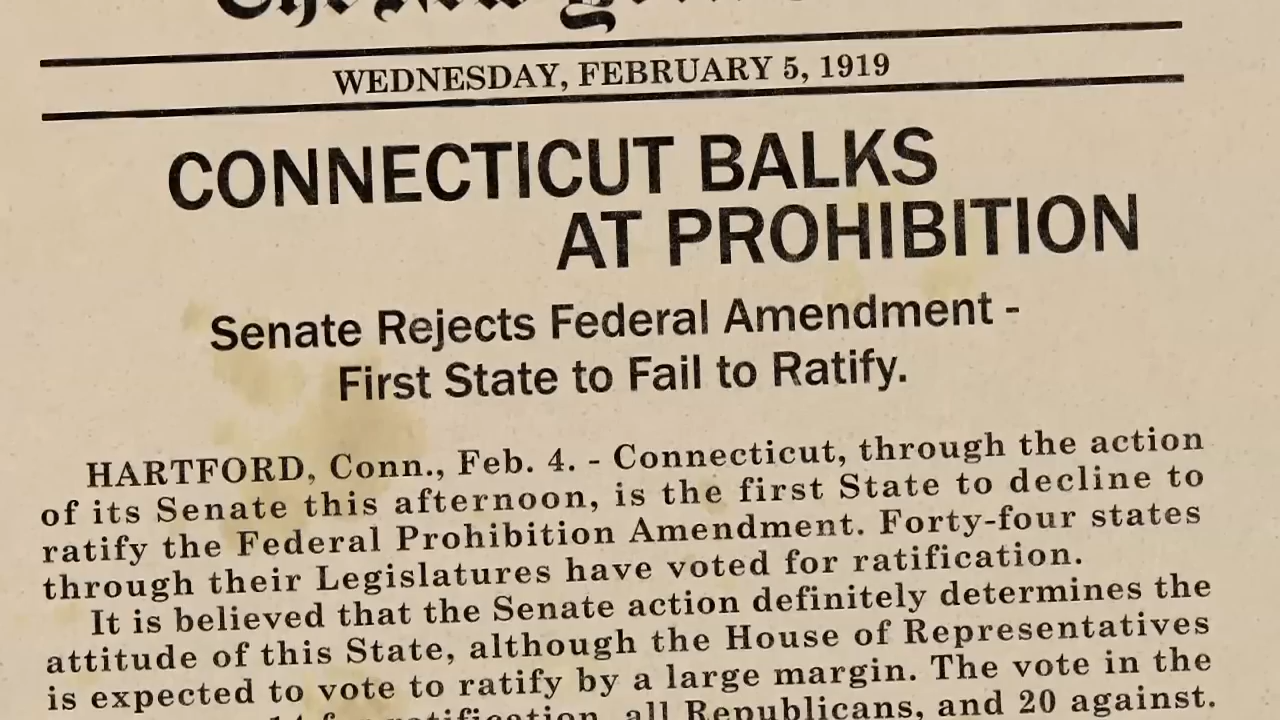 The New
WEDNESDAY, FEBRUARY 5, 1919
CONNECTICUT BALKS
AT PROHIBITION
Senate Rejects Federal Amendment -
First State to Fail to Ratify.
HARTFORD, Conn., Feb. 4. - Connecticut, through the action
of its Senate this afternoon, is the first State to decline to
ratify the Federal Prohibition Amendment. Forty-four states
through their Legislatures have voted for ratification.
It is believed that the Senate action definitely determines the
attitude of this State, although the House of Representatives
is expected to vote to ratify by a large margin. The vote in the
14 for ratification, all Republicans, and 20 against.